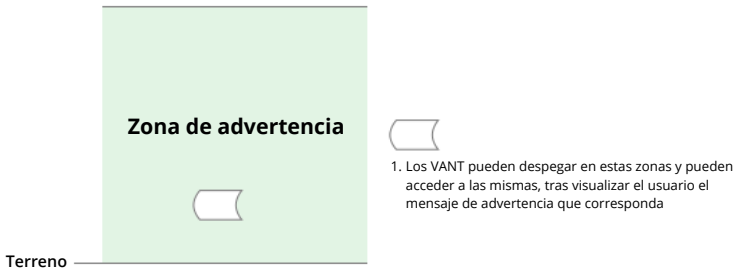 Zona de advertencia
1. Los VANT pueden despegar en estas zonas y pueden
acceder a las mismas, tras visualizar el usuario el
mensaje de advertencia que corresponda
Terreno